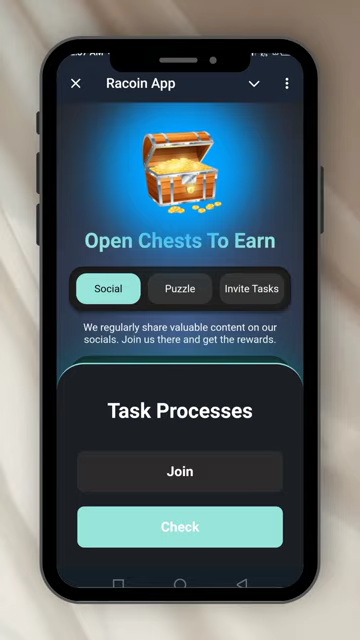 Racoin App
Open Chests To Earn
Social
Puzzle
Invite Tasks
We regularly share valuable content on our
socials. Join us there and get the rewards.
Task Processes
Join
Check